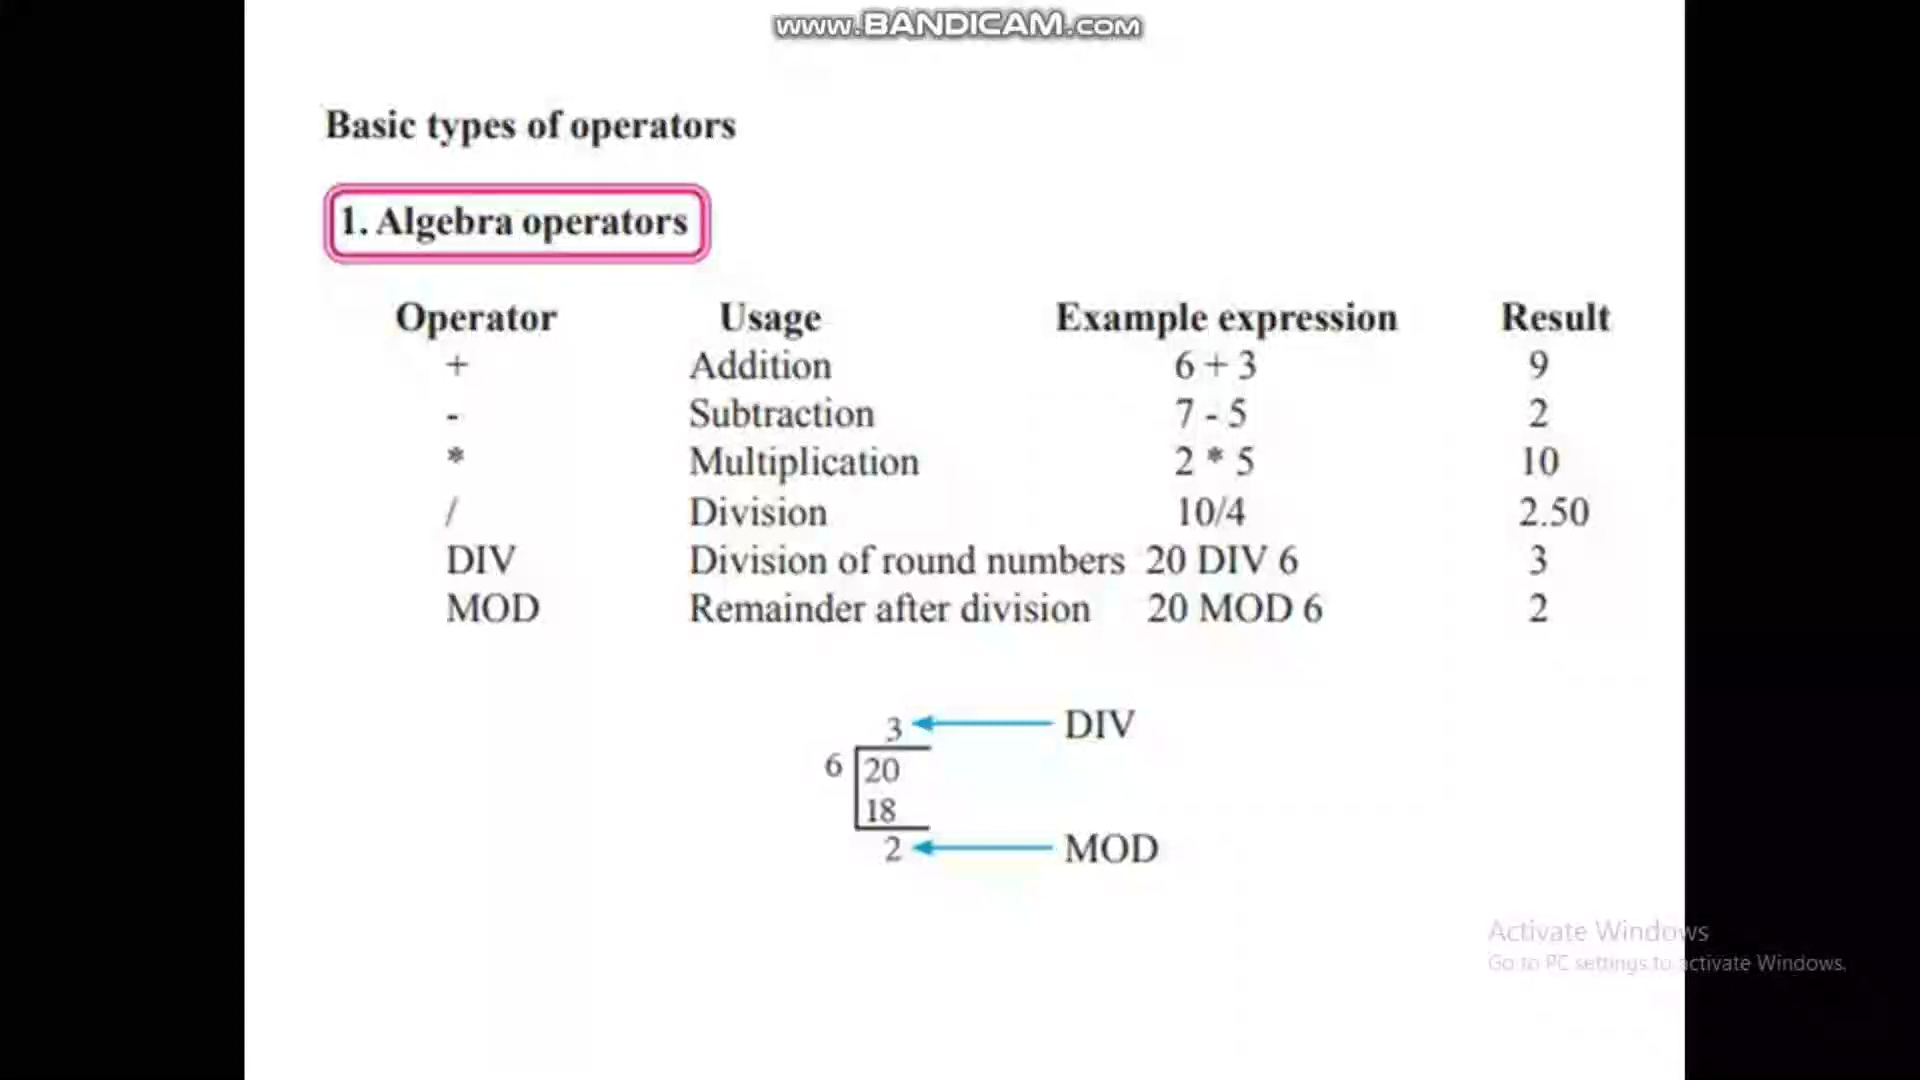 www.BANDICAM.com
Basic types of operators
1. Algebra operators
Operator Usage Example expression Result
+ Addition 6 + 3 9
- Subtraction 7 - 5 2
* Multiplication 2 * 5 10
/ Division 10/4 2.50
DIV Division of round numbers 20 DIV 6 3
MOD Remainder after division 20 MOD 6 2
3 DIV
6 20
18
2 MOD
Activate Windows
Go to PC settings to activate Windows.